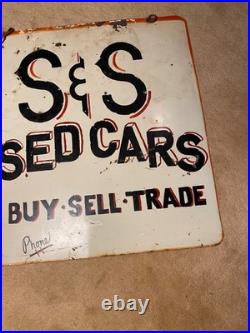 S & S
SED CARS
BUY · SELL · TRADE
Phone